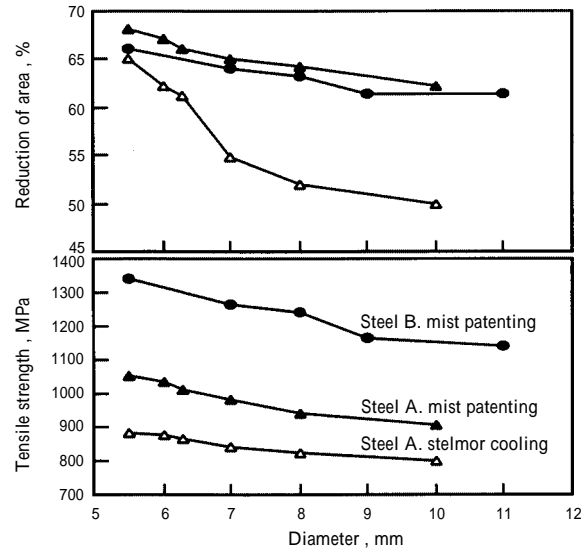 70
65
60
55
50
45
Reduction of area , %
1400
1300
1200
1100
1000
900
800
700
Tensile strength , MPa
Steel B. mist patenting
Steel A. mist patenting
Steel A. stelmor cooling
5 6 7 8 9 10 11 12
Diameter , mm